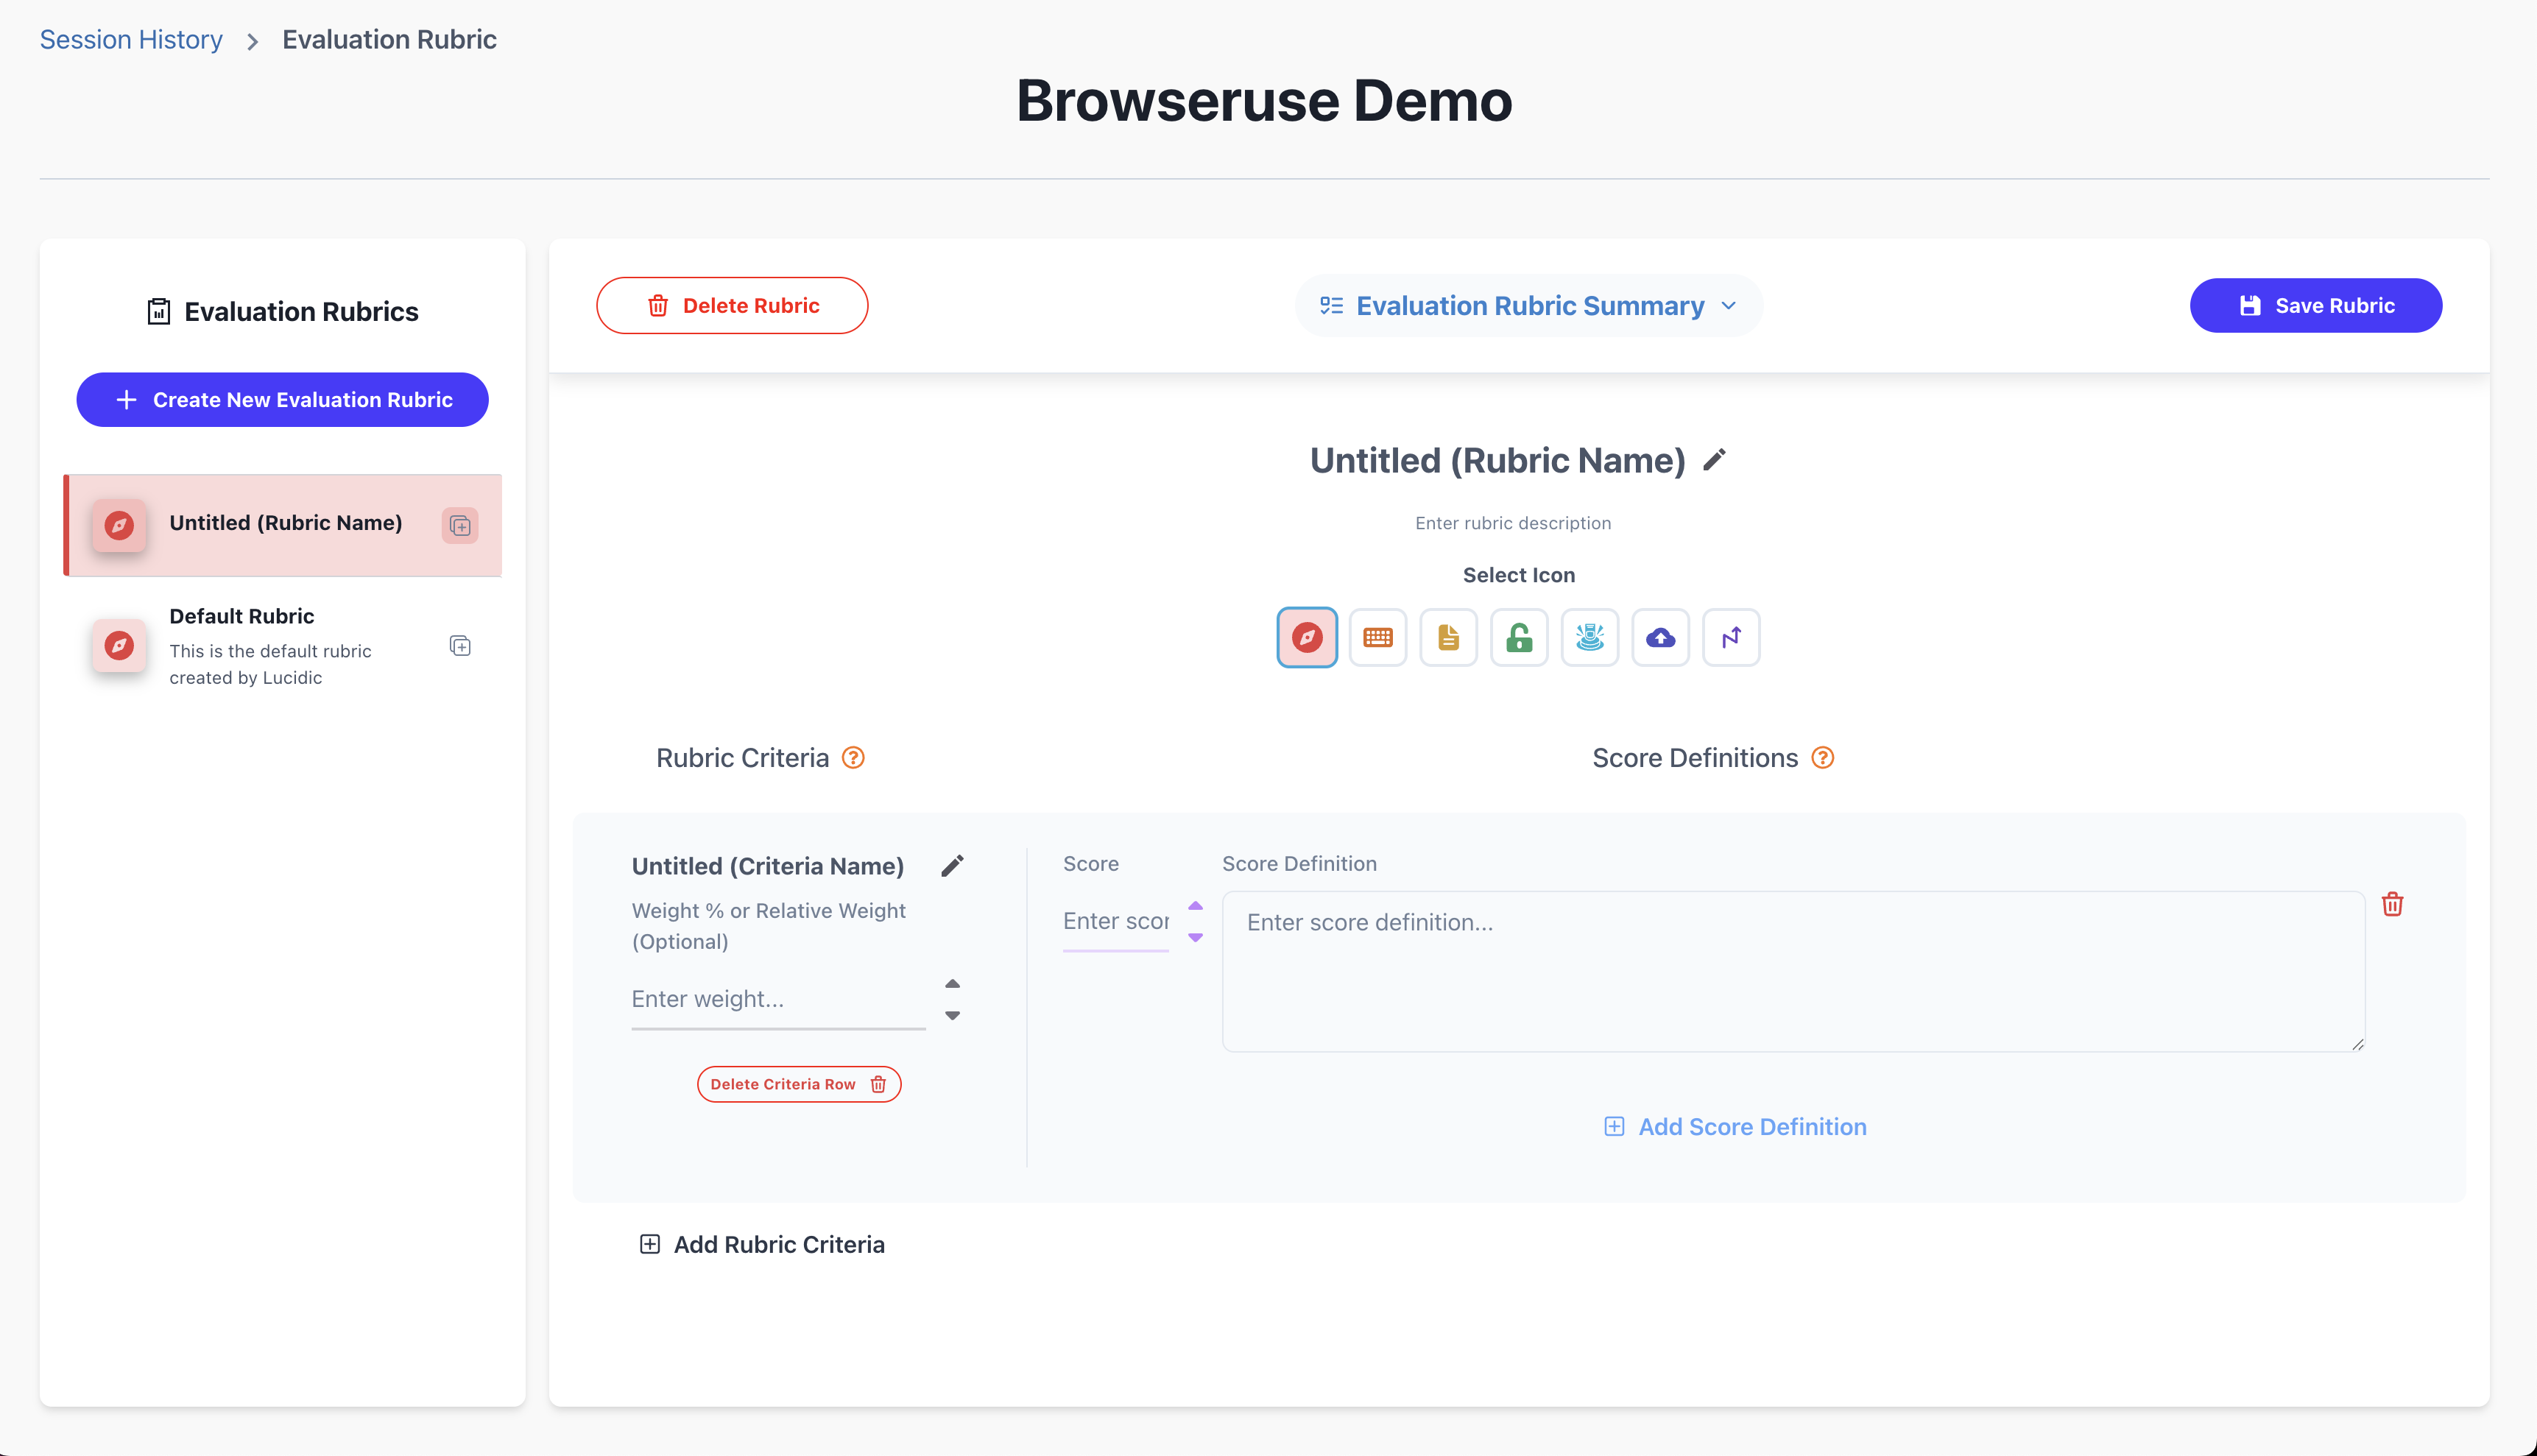 Session History > Evaluation Rubric
Browseruse Demo
Evaluation Rubrics
Create New Evaluation Rubric
Untitled (Rubric Name)
Default Rubric
This is the default rubric
created by Lucidic
Delete Rubric
Evaluation Rubric Summary
Save Rubric
Untitled (Rubric Name)
Enter rubric description
Select Icon
Rubric Criteria ?
Score Definitions ?
Untitled (Criteria Name)
Weight % or Relative Weight
(Optional)
Enter weight...
Delete Criteria Row
Score
Enter scor
Score Definition
Enter score definition...
Add Score Definition
Add Rubric Criteria